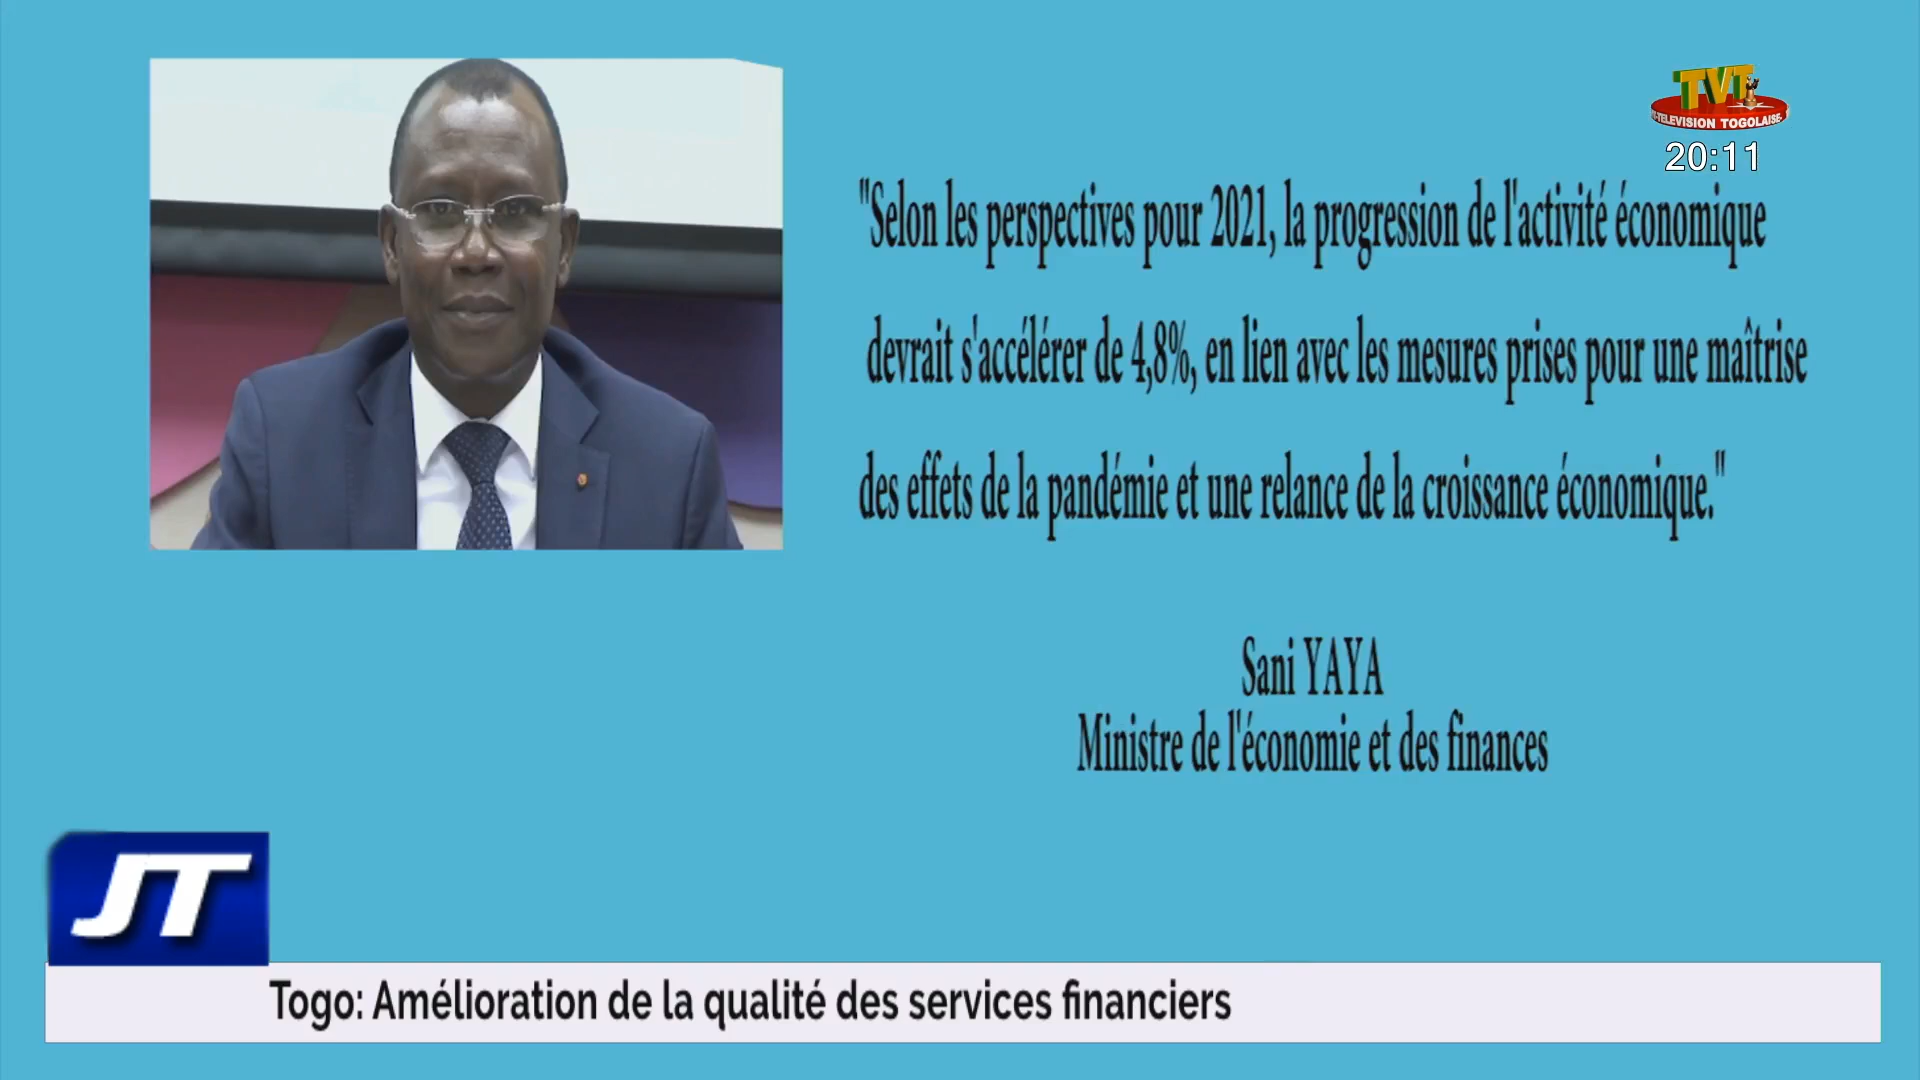 TVT
TELEVISION TOGOLAISE
20:11
"Selon les perspectives pour 2021, la progression de l'activité économique
devrait s'accélérer de 4,8%, en lien avec les mesures prises pour une maîtrise
des effets de la pandémie et une relance de la croissance économique."
Sani YAYA
Ministre de l'économie et des finances
JT
Togo: Amélioration de la qualité des services financiers